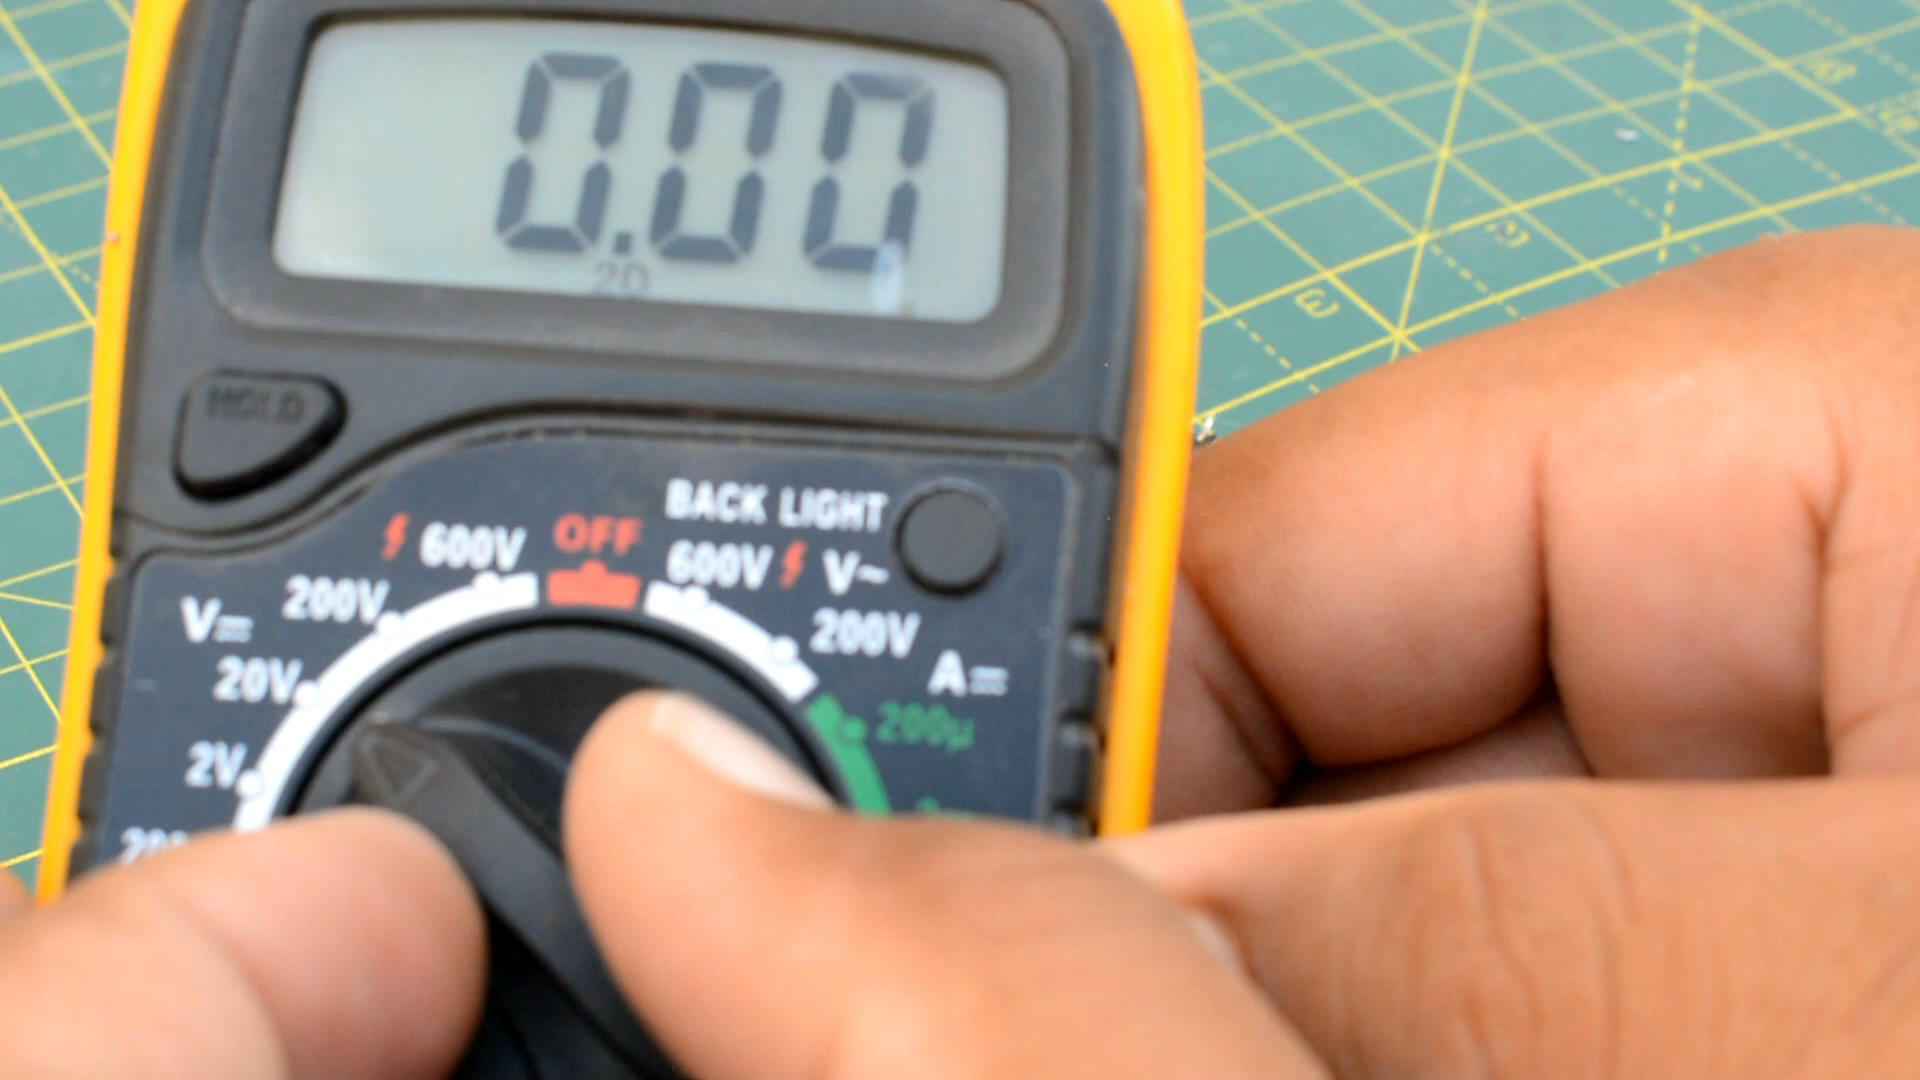 0.00
20
HOLD
BACK LIGHT
600V OFF 600V V~
V= 200V 200V
20V A=
2V 200µ